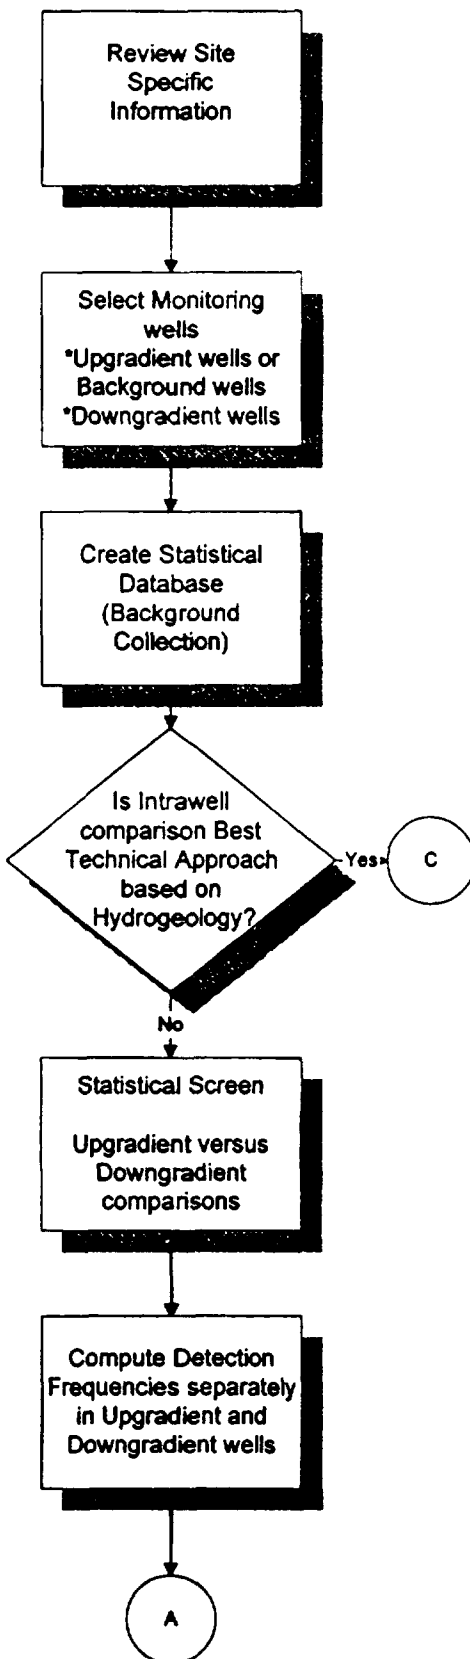 Review Site
Specific
Information
Select Monitoring
wells
*Upgradient wells or
Background wells
*Downgradient wells
Create Statistical
Database
(Background
Collection)
Is Intrawell
comparison Best
Technical Approach
based on
Hydrogeology?
Yes
C
No
Statistical Screen
Upgradient versus
Downgradient
comparisons
Compute Detection
Frequencies separately
in Upgradient and
Downgradient wells
A